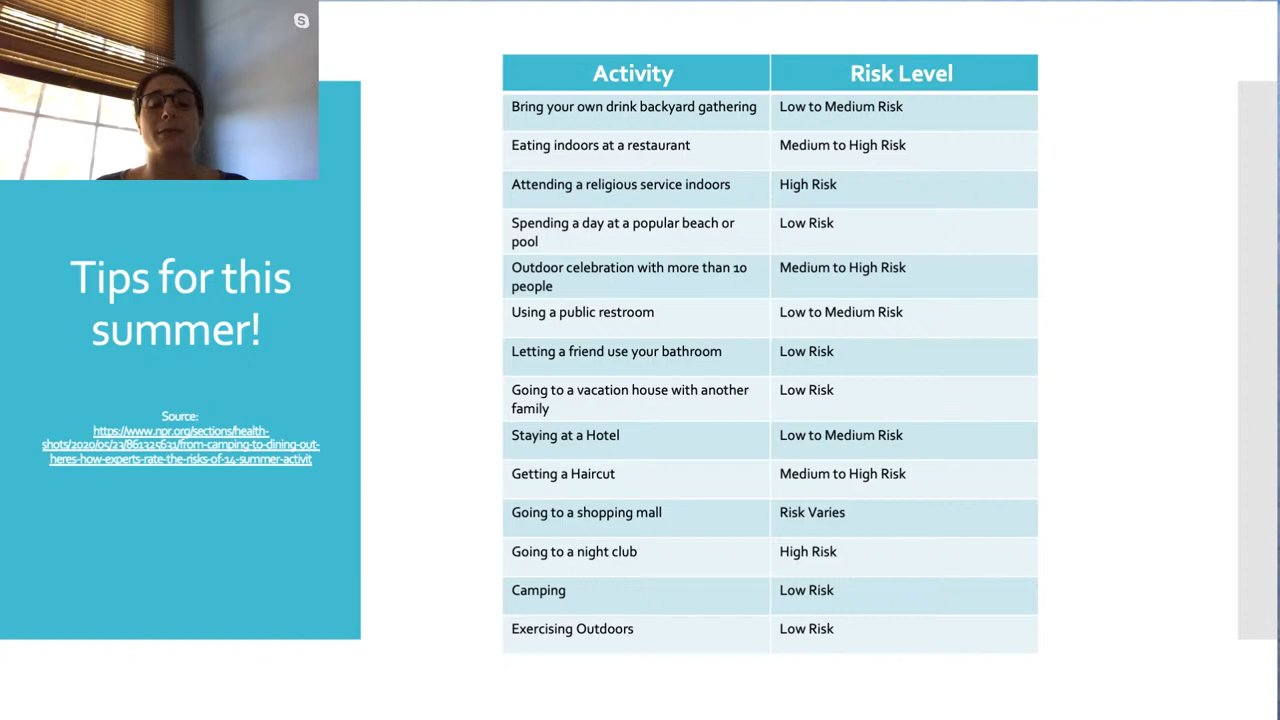 Activity Risk Level
Bring your own drink backyard gathering Low to Medium Risk
Eating indoors at a restaurant Medium to High Risk
Attending a religious service indoors High Risk
Spending a day at a popular beach or Low Risk
pool
Outdoor celebration with more than 10 Medium to High Risk
people
Using a public restroom Low to Medium Risk
Letting a friend use your bathroom Low Risk
Going to a vacation house with another Low Risk
family
Staying at a Hotel Low to Medium Risk
Getting a Haircut Medium to High Risk
Going to a shopping mall Risk Varies
Going to a night club High Risk
Camping Low Risk
Exercising Outdoors Low Risk
Tips for this
summer!
Source:
https://www.npr.org/sections/health-
shots/2020/05/23/861325631/from-camping-to-dining-out-
heres-how-experts-rate-the-risks-of-14-summer-activit
S